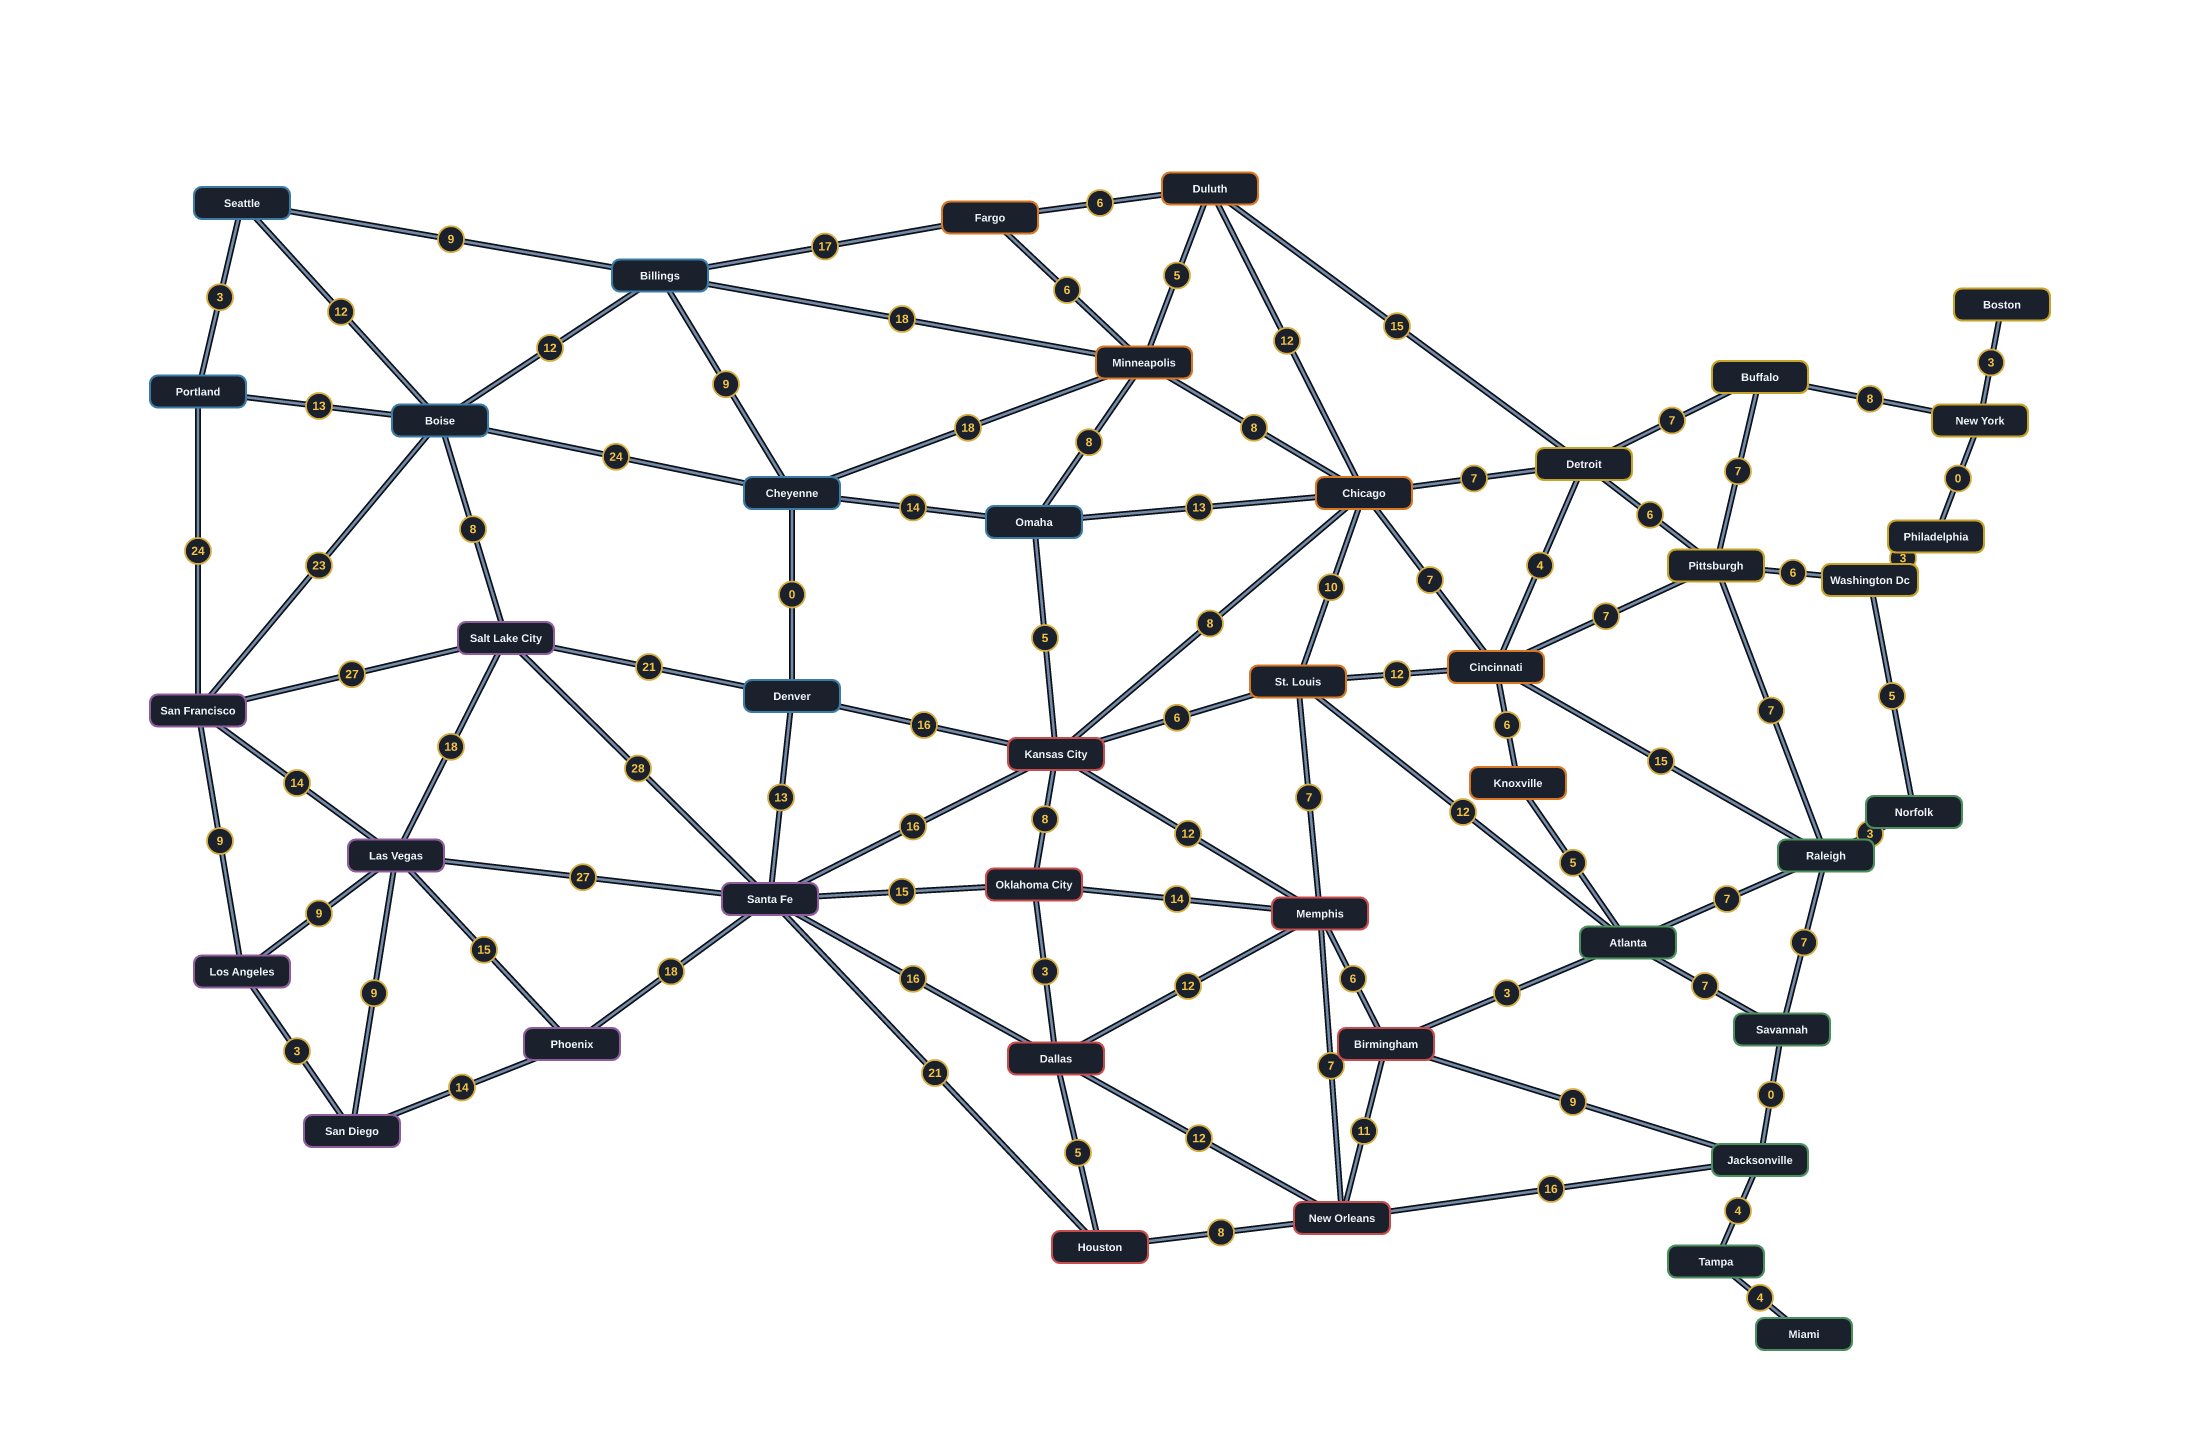 Duluth
Seattle
6
Fargo
9
17
Billings
5
6
3
Boston
12
18
15
12
12
3
Buffalo
Minneapolis
9
Portland
8
13
7
New York
Boise
18
8
8
24
Detroit
7
7
0
Cheyenne
Chicago
14
13
6
Omaha
8
Philadelphia
24
3
23
4
Pittsburgh
6
Washington Dc
7
10
0
7
8
Salt Lake City
5
21
Cincinnati
27
12
St. Louis
5
San Francisco
Denver
7
6
16
6
18
Kansas City
15
28
14
Knoxville
13
7
12
Norfolk
8
16
12
3
9
Las Vegas
Raleigh
5
27
Oklahoma City
15
Santa Fe
14
7
9
Memphis
Atlanta
7
15
Los Angeles
18
3
16
6
12
7
9
3
Savannah
Phoenix
Birmingham
3
Dallas
7
21
14
0
9
San Diego
11
12
5
Jacksonville
16
4
New Orleans
8
Houston
Tampa
4
Miami